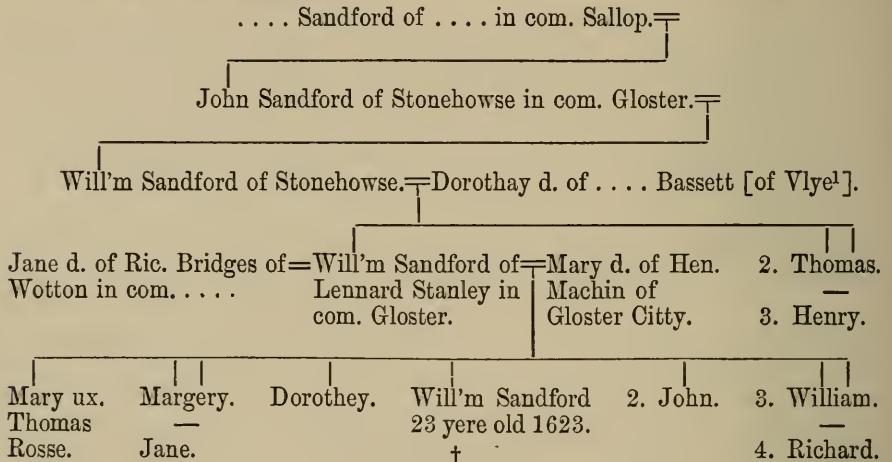 . . . . Sandford of . . . . in com. Sallop.
John Sandford of Stonehowse in com. Gloster.
Will'm Sandford of Stonehowse.=Dorothay d. of . . . . Bassett [of Vlye¹].
Jane d. of Ric. Bridges of=Will'm Sandford of=Mary d. of Hen. 2. Thomas.
Wotton in com. . . . . Lennard Stanley in Machin of —
com. Gloster. Gloster Citty. 3. Henry.
Mary ux. Margery. Dorothey. Will'm Sandford 2. John. 3. William.
Thomas — 23 yere old 1623. —
Rosse. Jane. † 4. Richard.